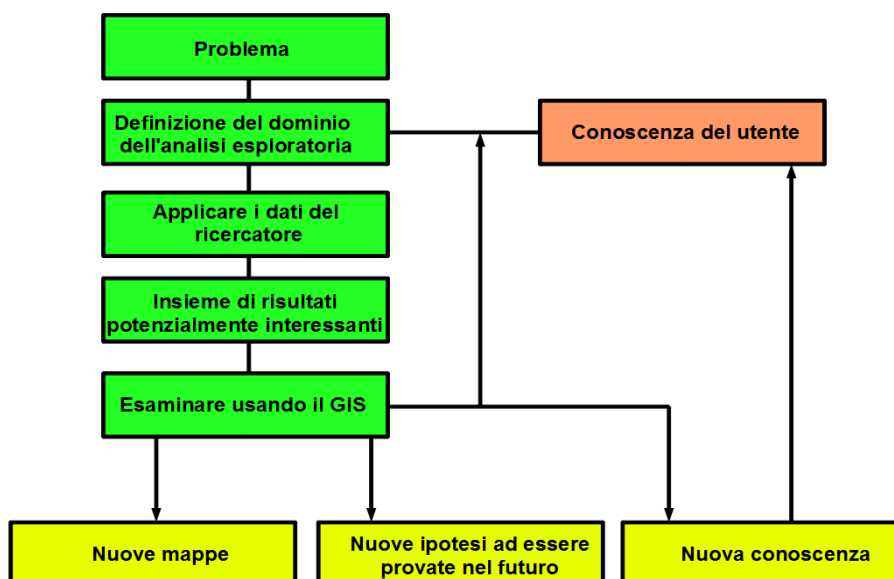 Problema
Definizione del dominio
dell'analisi esploratoria
Conoscenza del utente
Applicare i dati del
ricercatore
Insieme di risultati
potenzialmente interessanti
Esaminare usando il GIS
Nuove mappe
Nuove ipotesi ad essere
provate nel futuro
Nuova conoscenza